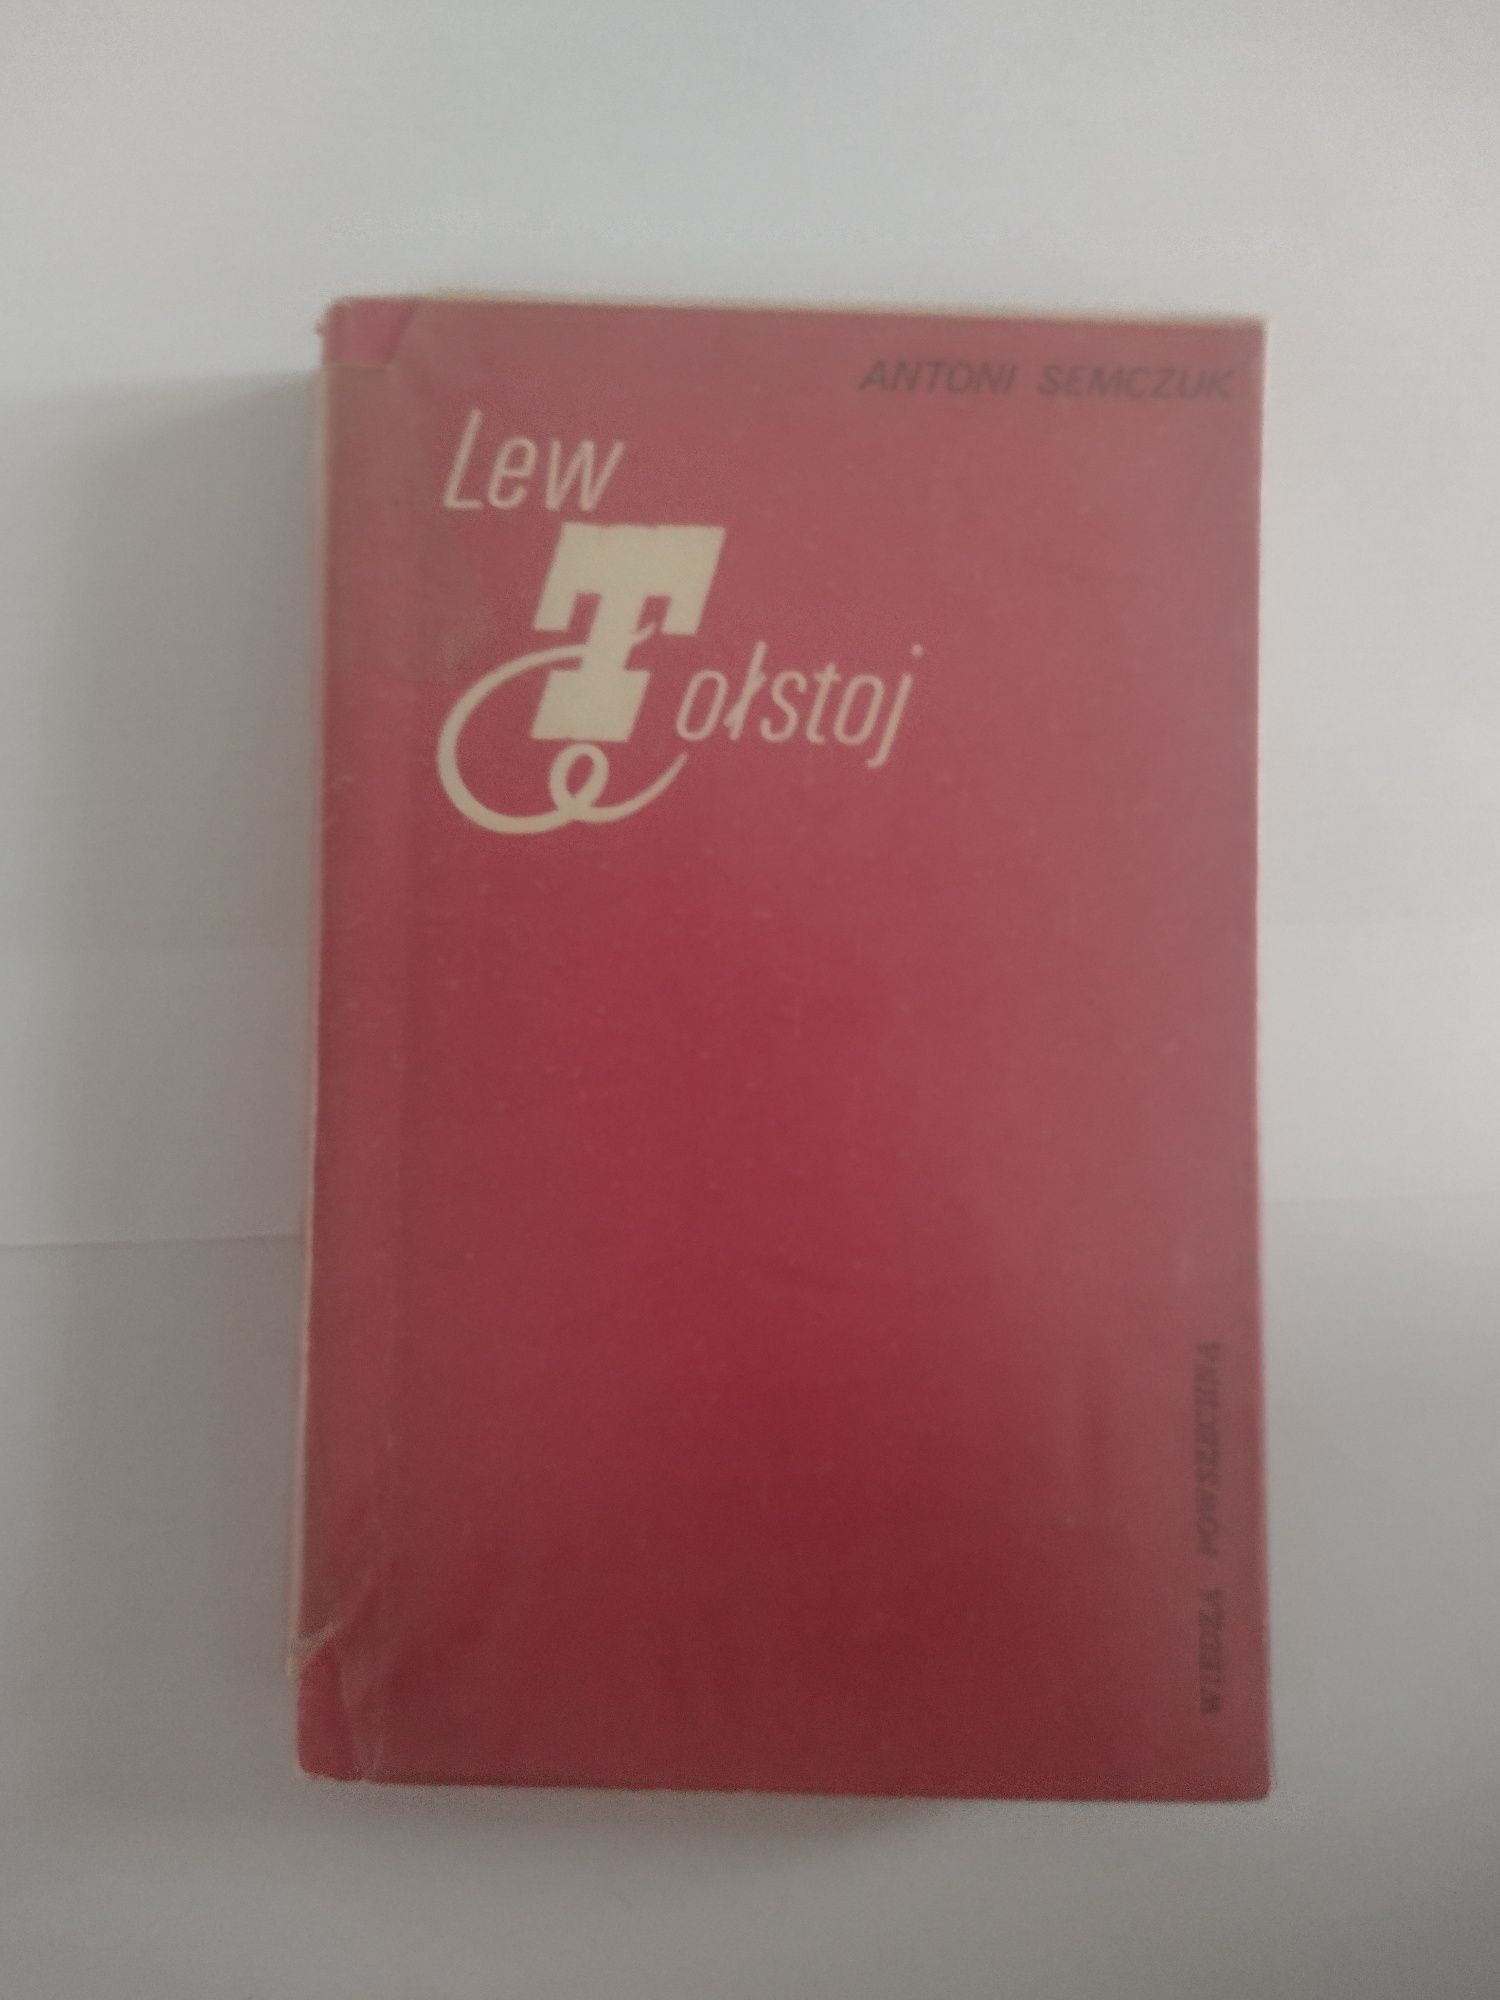 ANTONI SEMCZUK
Lew
Tołstoj
WIEDZA POWSZECHNA